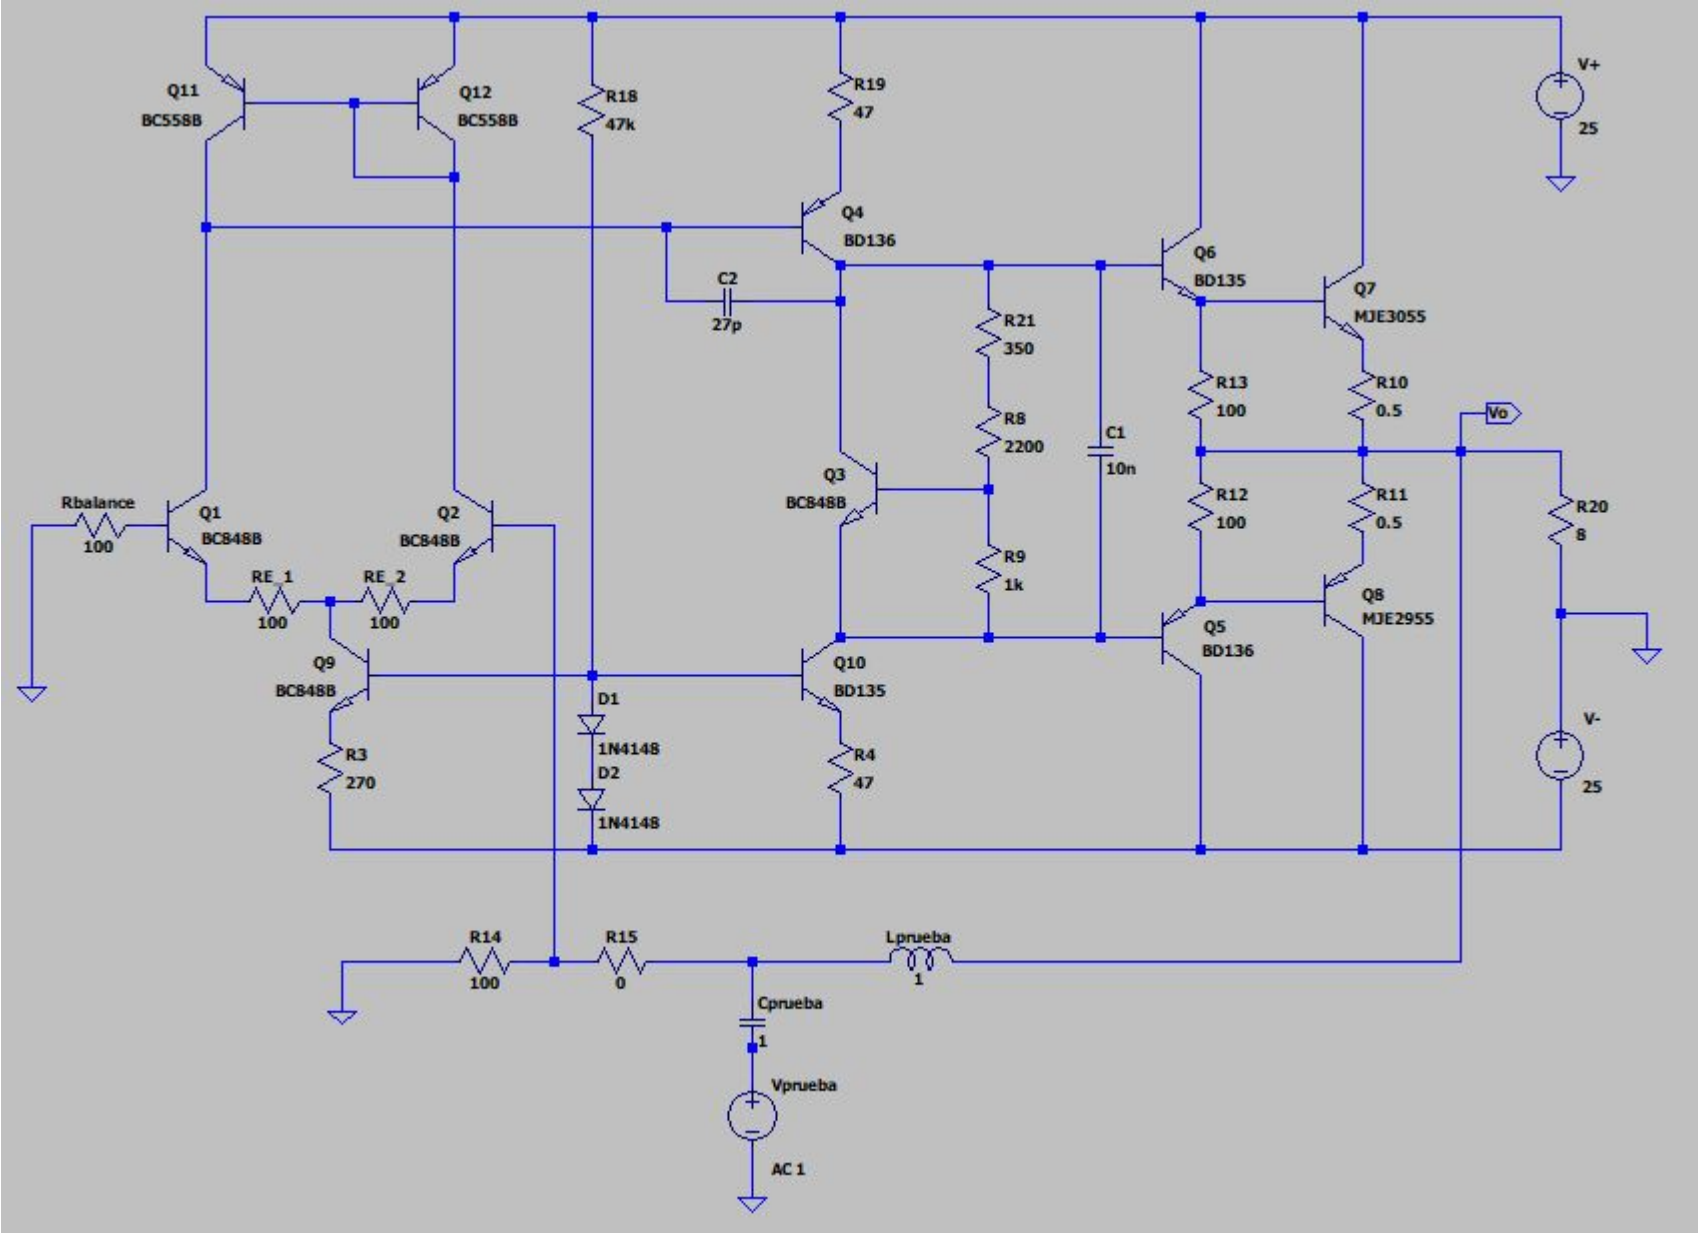 V+
25
Q11
BC558B
Q12
BC558B
R18
47k
R19
47
Q4
BD136
C2
27p
Q6
BD135
Q7
MJE3055
R21
350
R8
2200
C1
10n
R13
100
R10
0.5
Vo
Q3
BC848B
R12
100
R11
0.5
R20
8
Rbalance
100
Q1
BC848B
Q2
BC848B
RE_1
100
RE_2
100
R9
1k
Q5
BD136
Q8
MJE2955
Q9
BC848B
Q10
BD135
D1
1N4148
D2
1N4148
R3
270
R4
47
V-
25
R14
100
R15
0
Lprueba
1
Cprueba
1
Vprueba
AC 1